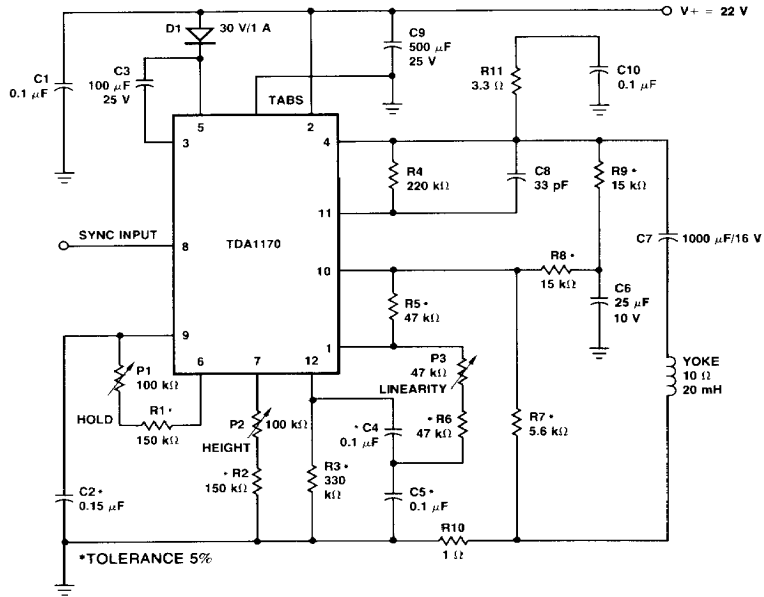 V+ = 22 V
D1 30 V/1 A
C1
0.1 µF
C3
100 µF
25 V
C9
500 µF
25 V
R11
3.3 Ω
C10
0.1 µF
TABS
5
2
3
4
R4
220 kΩ
C8
33 pF
R9*
15 kΩ
11
C7
1000 µF/16 V
SYNC INPUT
8
TDA1170
10
R8*
15 kΩ
C6
25 µF
10 V
R5*
47 kΩ
9
1
6
7
12
P1
100 kΩ
HOLD
R1*
150 kΩ
P2
100 kΩ
HEIGHT
*R2
150 kΩ
P3
47 kΩ
LINEARITY
*R6
47 kΩ
*C4
0.1 µF
R3*
330
kΩ
C5*
0.1 µF
R7*
5.6 kΩ
YOKE
10 Ω
20 mH
C2*
0.15 µF
R10
1 Ω
*TOLERANCE 5%